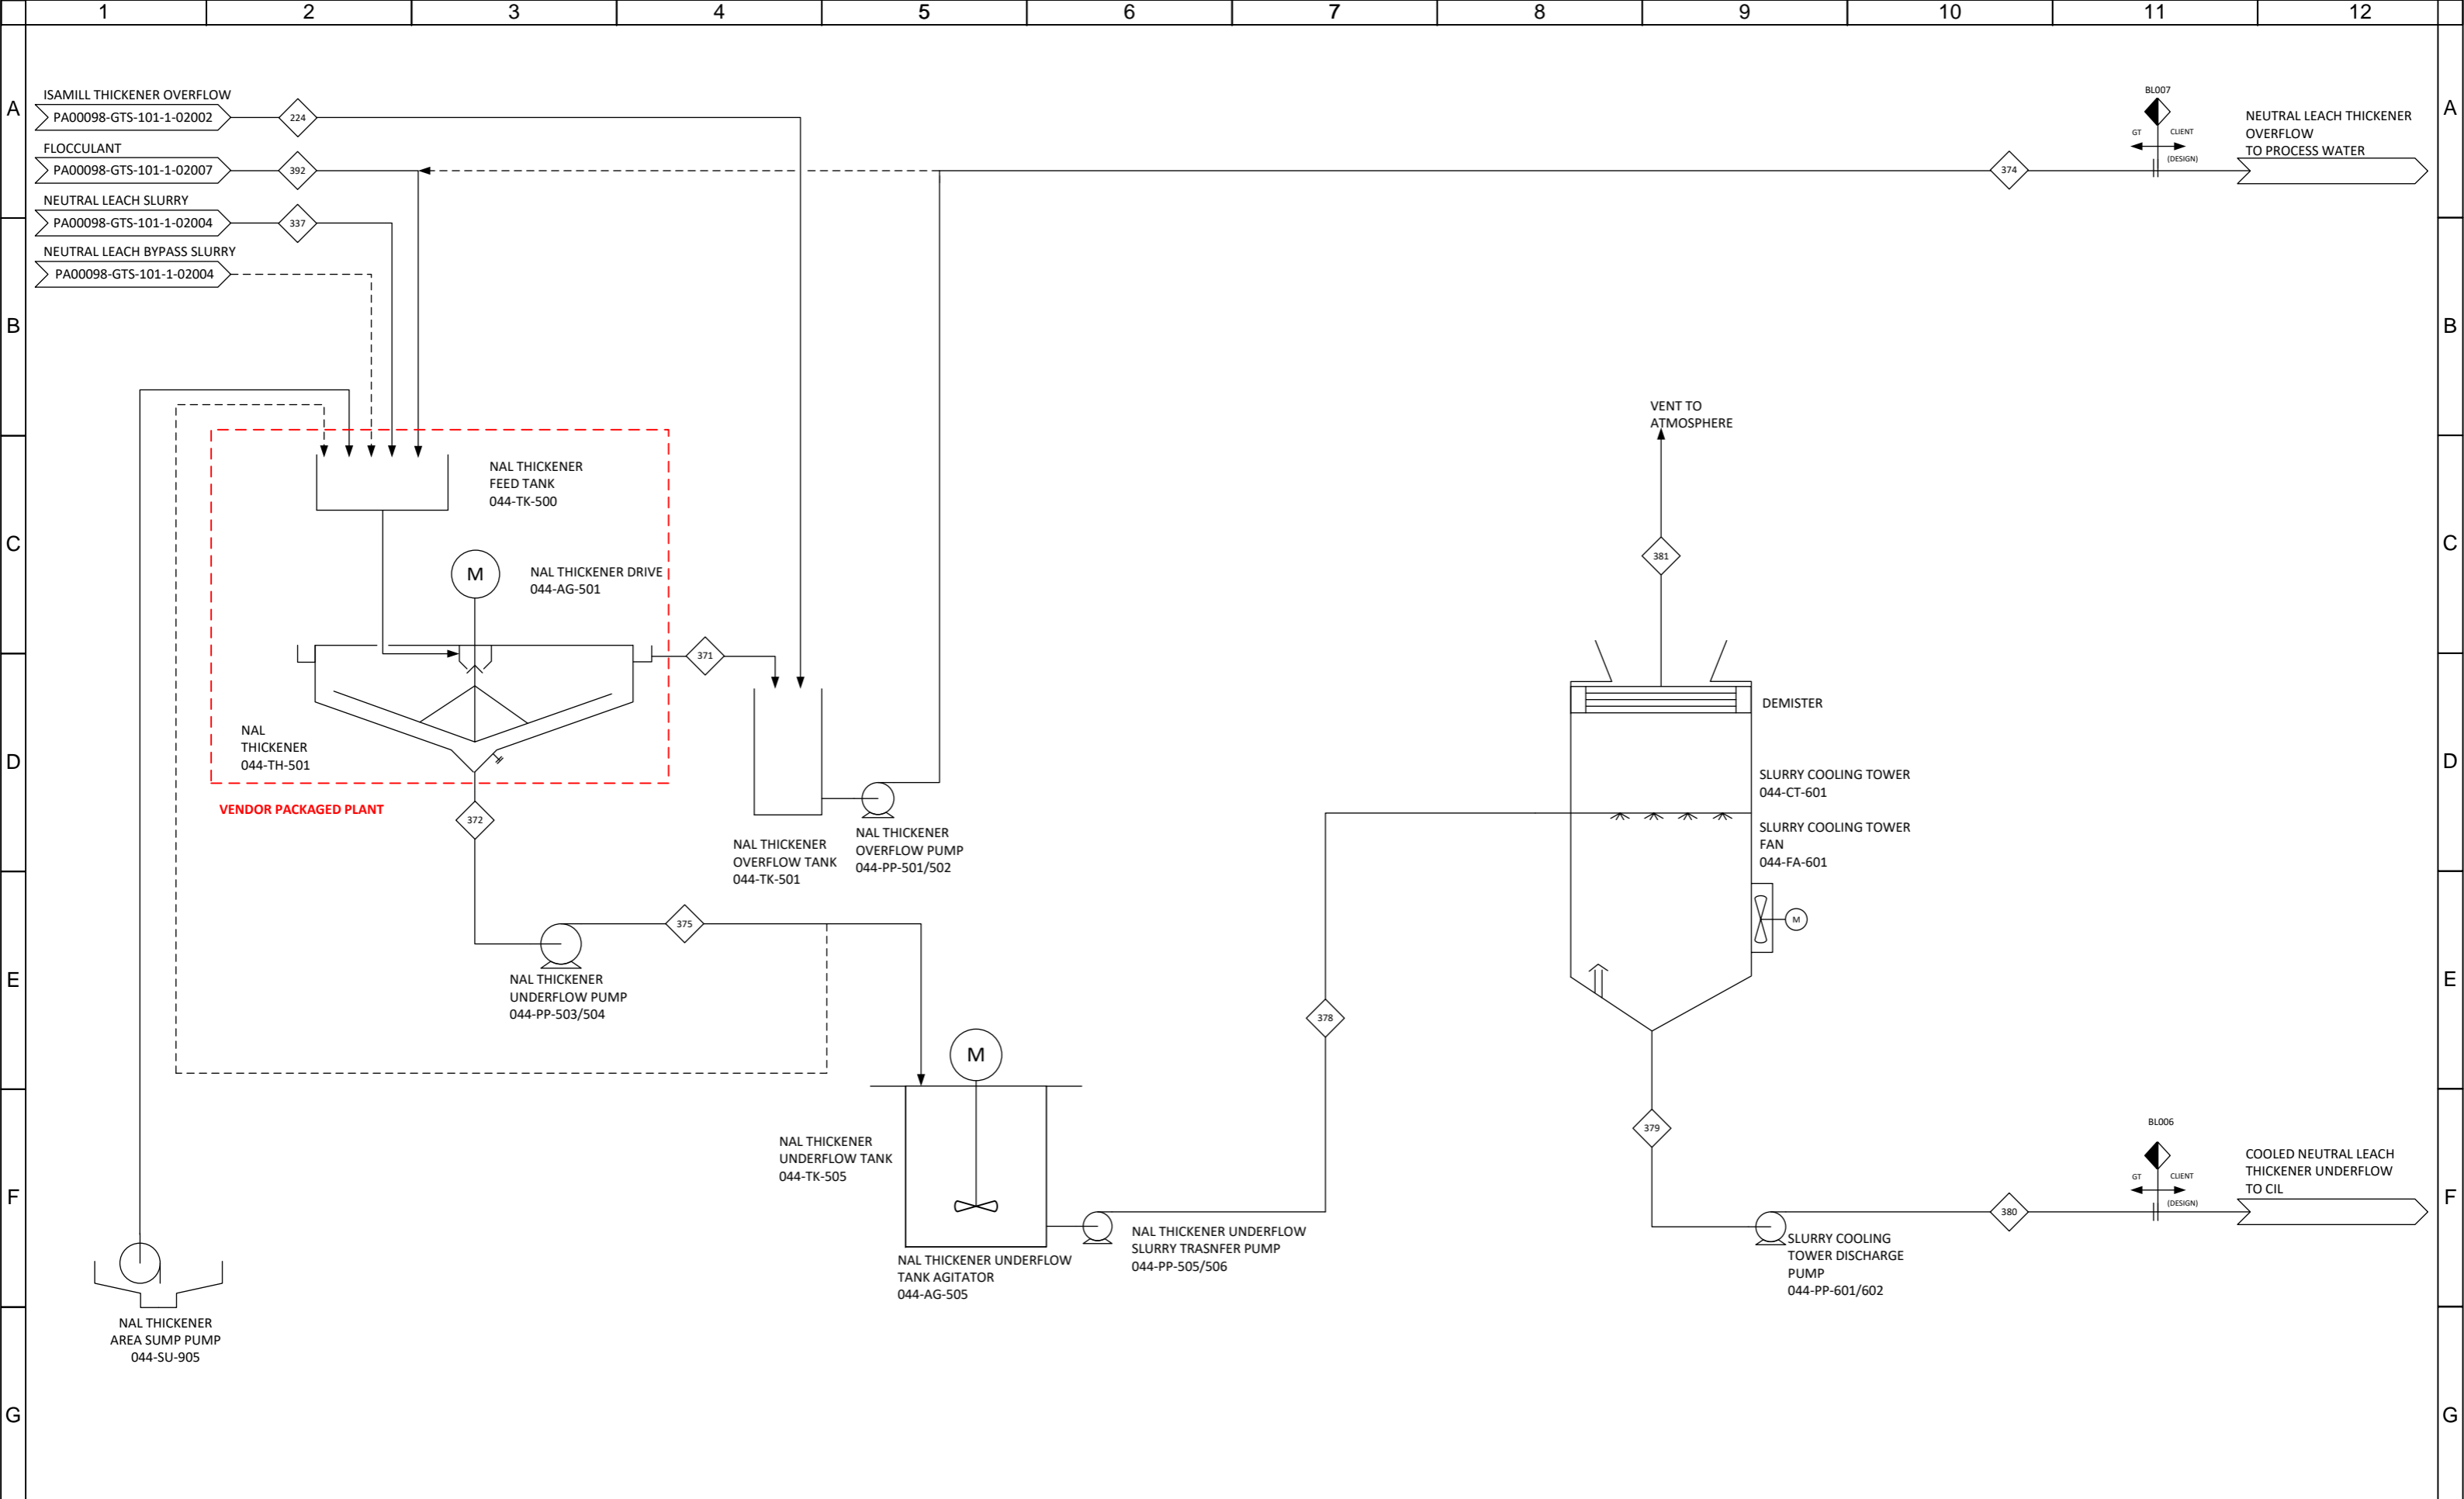 1 2 3 4 5 6 7 8 9 10 11 12
A
ISAMILL THICKENER OVERFLOW
PA00098-GTS-101-1-02002
224
FLOCCULANT
PA00098-GTS-101-1-02007
392
NEUTRAL LEACH SLURRY
PA00098-GTS-101-1-02004
337
NEUTRAL LEACH BYPASS SLURRY
PA00098-GTS-101-1-02004
374
BL007
GT CLIENT
(DESIGN)
NEUTRAL LEACH THICKENER
OVERFLOW
TO PROCESS WATER
A
B
B
VENT TO
ATMOSPHERE
C
NAL THICKENER
FEED TANK
044-TK-500
M
NAL THICKENER DRIVE
044-AG-501
381
C
371
DEMISTER
D
NAL
THICKENER
044-TH-501
VENDOR PACKAGED PLANT
372
NAL THICKENER
OVERFLOW TANK
044-TK-501
NAL THICKENER
OVERFLOW PUMP
044-PP-501/502
SLURRY COOLING TOWER
044-CT-601
SLURRY COOLING TOWER
FAN
044-FA-601
D
M
375
E
NAL THICKENER
UNDERFLOW PUMP
044-PP-503/504
378
E
M
NAL THICKENER
UNDERFLOW TANK
044-TK-505
379
BL006
GT CLIENT
(DESIGN)
COOLED NEUTRAL LEACH
THICKENER UNDERFLOW
TO CIL
F
F
380
NAL THICKENER UNDERFLOW
TANK AGITATOR
044-AG-505
NAL THICKENER UNDERFLOW
SLURRY TRASNFER PUMP
044-PP-505/506
SLURRY COOLING
TOWER DISCHARGE
PUMP
044-PP-601/602
NAL THICKENER
AREA SUMP PUMP
044-SU-905
G
G